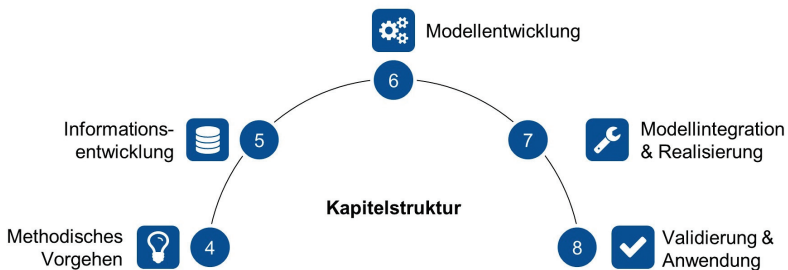 Modellentwicklung
6
Informations-
entwicklung
5
7
Modellintegration
& Realisierung
Kapitelstruktur
Methodisches
Vorgehen
4
8
Validierung &
Anwendung